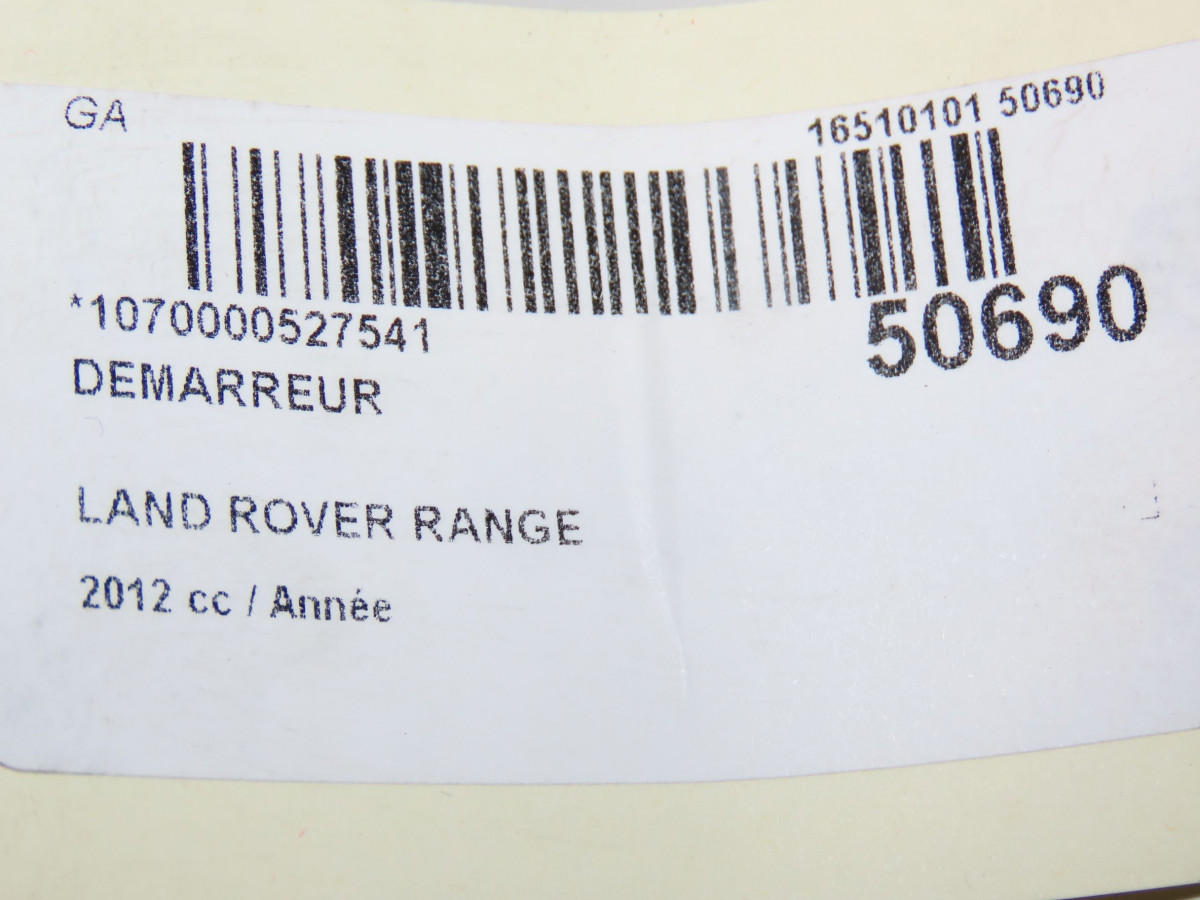 GA
16510101 50690
*1070000527541
50690
DEMARREUR
LAND ROVER RANGE
2012 cc / Année